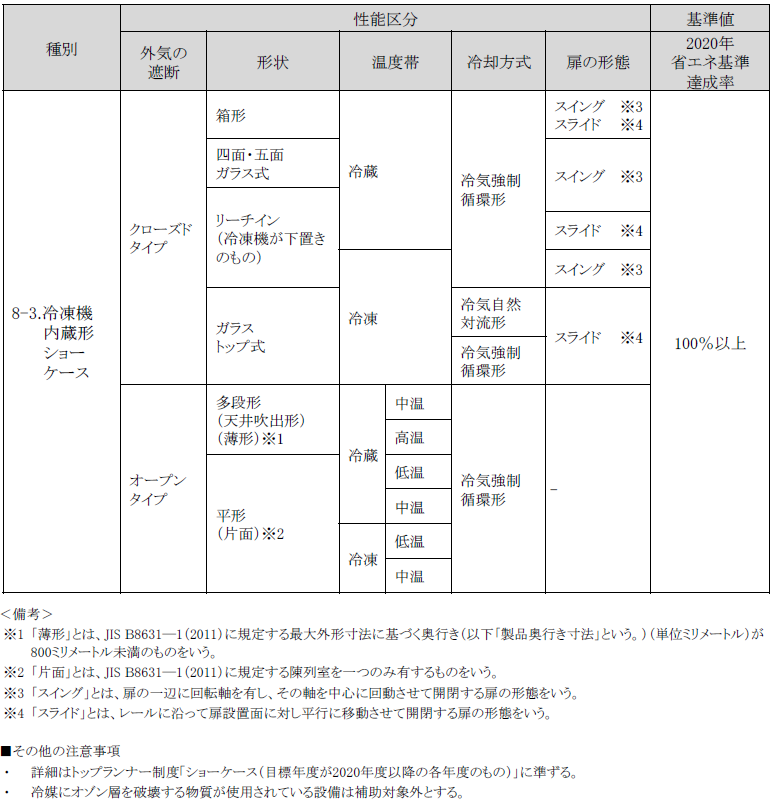 種別
性能区分
基準値
外気の
遮断
形状
温度帯
冷却方式
扉の形態
2020年
省エネ基準
達成率
8-3.冷凍機
内蔵形
ショー
ケース
クローズド
タイプ
箱形
冷蔵
冷気強制
循環形
スイング ※3
スライド ※4
100%以上
四面・五面
ガラス式
スイング ※3
リーチイン
(冷凍機が下置き
のもの)
スライド ※4
冷凍
スイング ※3
ガラス
トップ式
冷気自然
対流形
スライド ※4
冷気強制
循環形
オープン
タイプ
多段形
(天井吹出形)
(薄形)※1
冷蔵
中温
冷気強制
循環形
-
高温
平形
(片面)※2
低温
中温
冷凍
低温
中温
<備考>
※1 「薄形」とは、JIS B8631―1(2011)に規定する最大外形寸法に基づく奥行き(以下「製品奥行き寸法」という。)(単位ミリメートル)が
800ミリメートル未満のものをいう。
※2 「片面」とは、JIS B8631―1(2011)に規定する陳列室を一つのみ有するものをいう。
※3 「スイング」とは、扉の一辺に回転軸を有し、その軸を中心に回動させて開閉する扉の形態をいう。
※4 「スライド」とは、レールに沿って扉設置面に対し平行に移動させて開閉する扉の形態をいう。
■その他の注意事項
・ 詳細はトップランナー制度「ショーケース(目標年度が2020年度以降の各年度のもの)」に準ずる。
・ 冷媒にオゾン層を破壊する物質が使用されている設備は補助対象外とする。